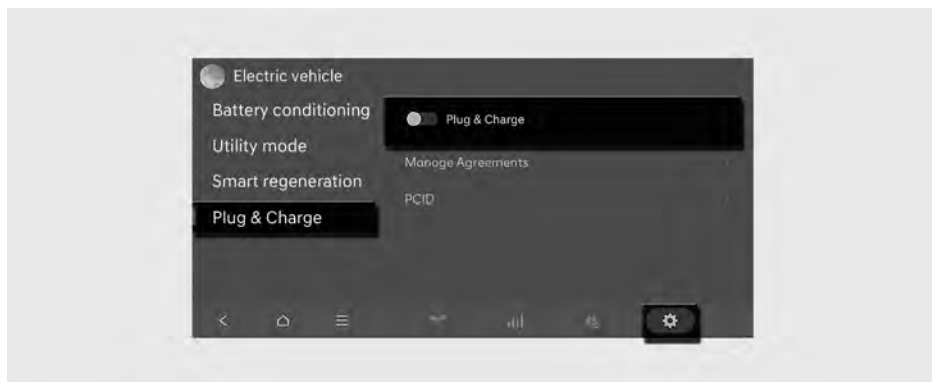 Electric vehicle
Battery conditioning
Utility mode
Smart regeneration
Plug & Charge
Plug & Charge
Manage Agreements
PCID